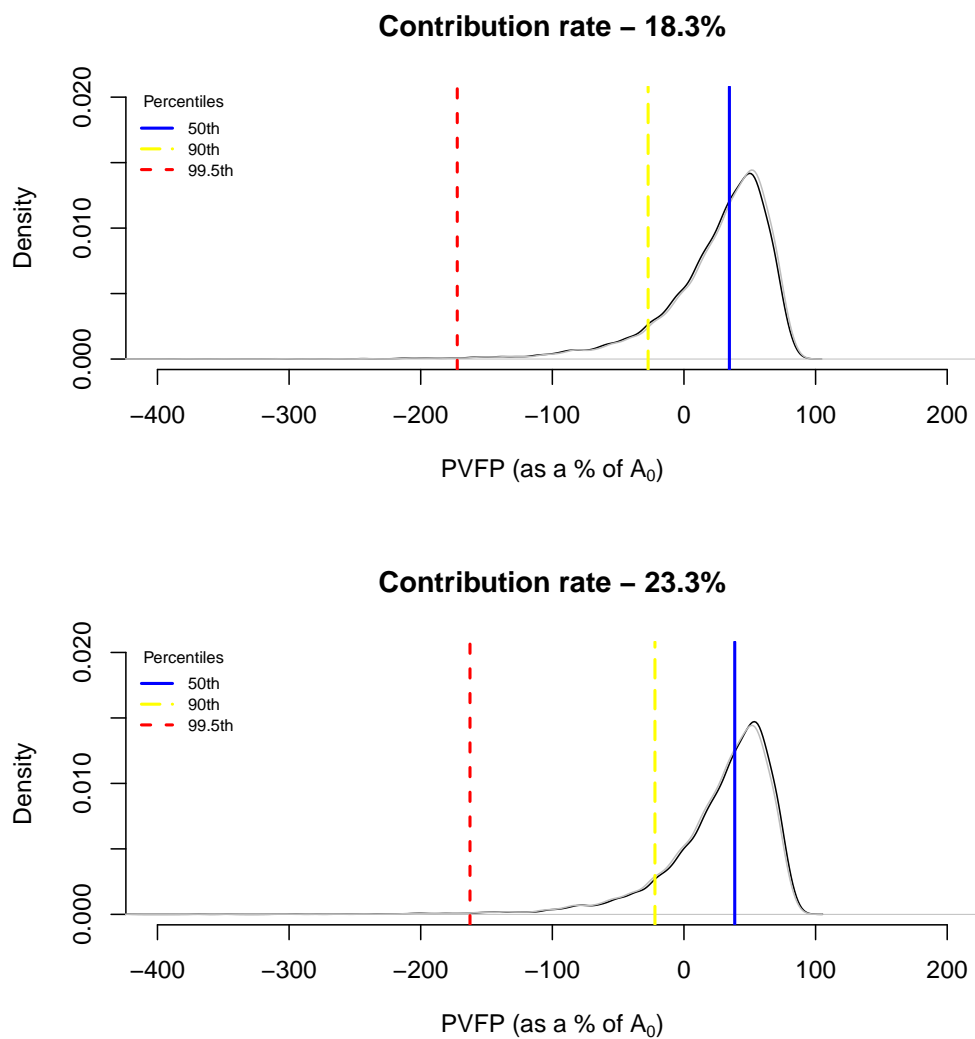 Contribution rate − 18.3%
Density
0.000
0.010
0.020
Percentiles
50th
90th
99.5th
−400 −300 −200 −100 0 100 200
PVFP (as a % of A₀)
Contribution rate − 23.3%
Density
0.000
0.010
0.020
Percentiles
50th
90th
99.5th
−400 −300 −200 −100 0 100 200
PVFP (as a % of A₀)